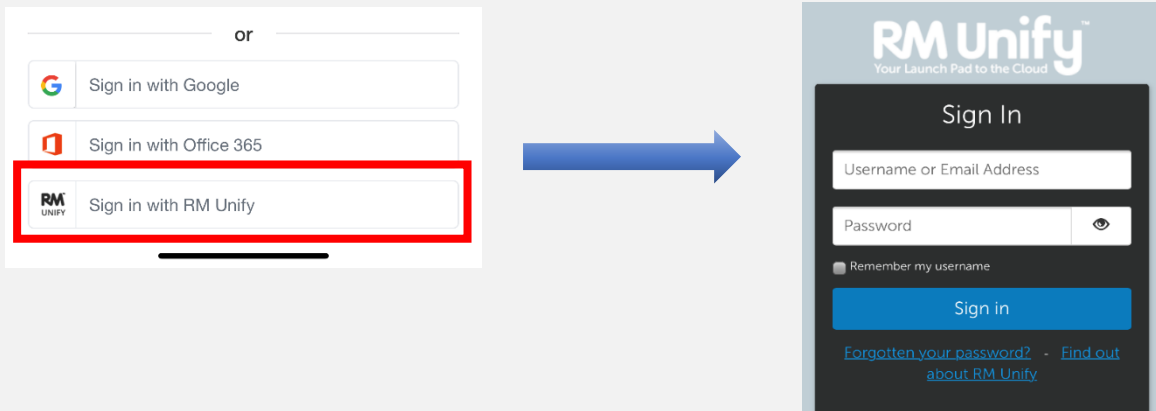 or
Sign in with Google
Sign in with Office 365
RM
UNIFY
Sign in with RM Unify
RM Unify™
Your Launch Pad to the Cloud
Sign In
Username or Email Address
Password
Remember my username
Sign in
Forgotten your password? - Find out
about RM Unify